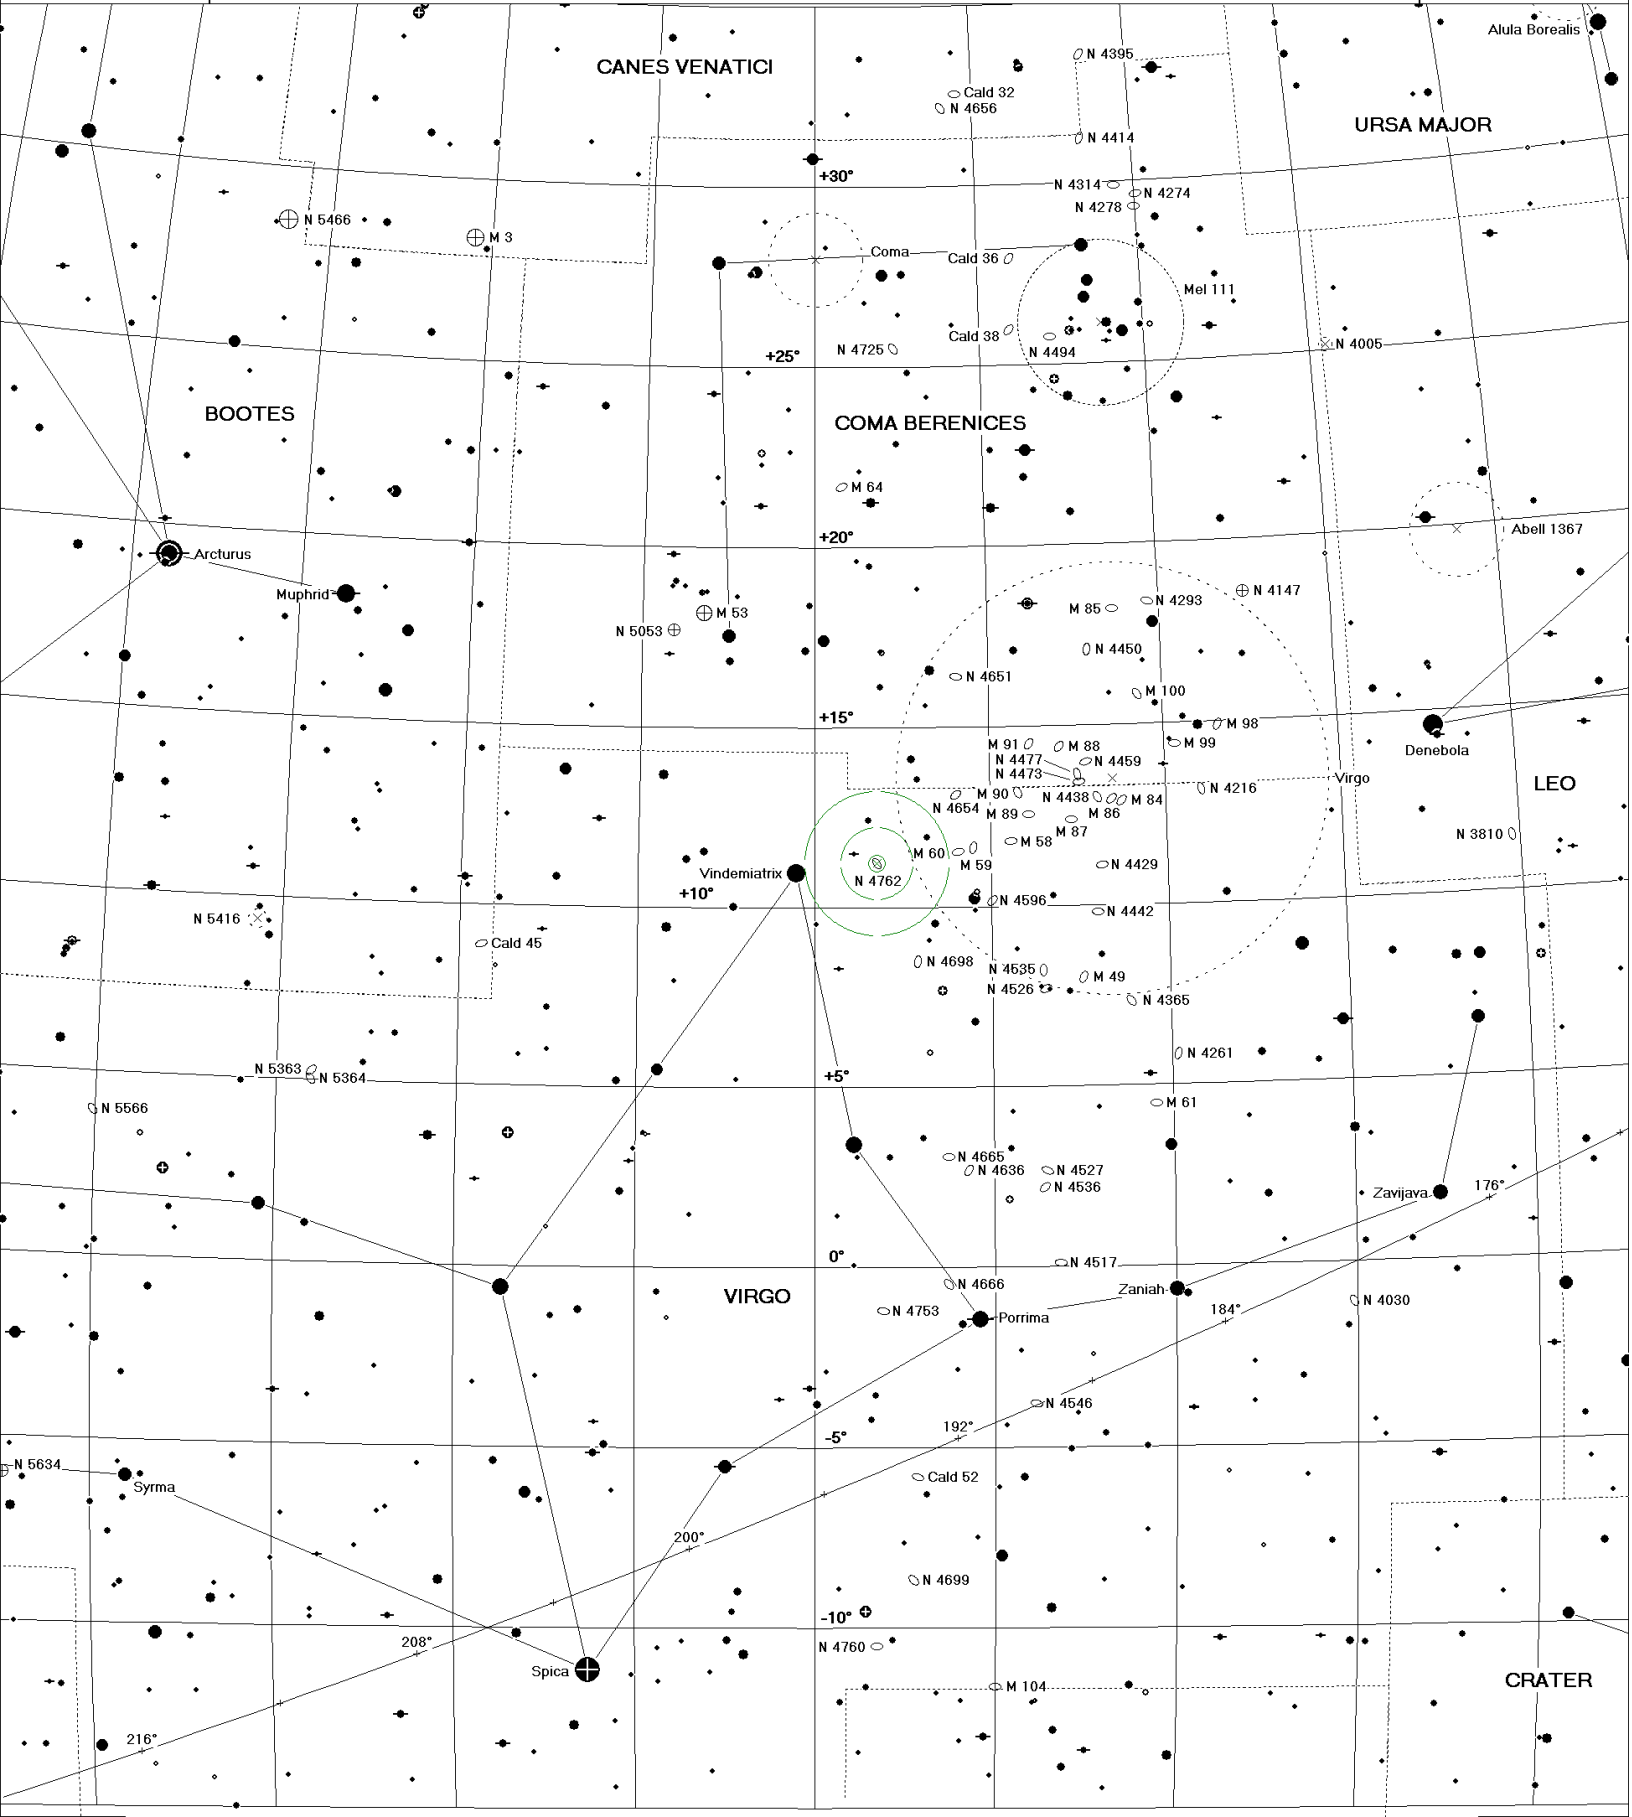 Alula Borealis
CANES VENATICI
N 4395
Cald 32
N 4656
URSA MAJOR
N 4414
+30°
N 4314
N 4274
N 4278
N 5466
M 3
Coma
Cald 36
Mel 111
Cald 38
N 4725
N 4494
N 4005
+25°
BOOTES
COMA BERENICES
M 64
Abell 1367
+20°
Arcturus
Muphrid
N 4147
N 4293
M 85
M 53
N 5053
N 4450
N 4651
M 100
+15°
M 98
M 91
M 88
M 99
Denebola
N 4477
N 4459
N 4473
Virgo
LEO
N 4216
M 90
N 4438
M 84
N 4654
M 89
M 86
M 87
N 3810
M 58
M 60
M 59
N 4429
Vindemiatrix
N 4762
+10°
N 4596
N 4442
N 5416
Cald 45
N 4698
N 4535
M 49
N 4526
N 4365
N 4261
N 5363
N 5364
+5°
N 5566
M 61
N 4665
N 4636
N 4527
N 4536
Zavijava
176°
0°
N 4517
N 4666
Zaniah
VIRGO
N 4753
Porrima
184°
N 4030
N 4546
192°
-5°
N 5634
Syrma
Cald 52
200°
N 4699
-10°
208°
N 4760
Spica
M 104
CRATER
216°